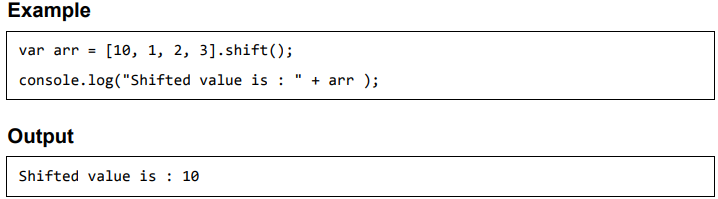 Example
var arr = [10, 1, 2, 3].shift();
console.log("Shifted value is : " + arr );
Output
Shifted value is : 10